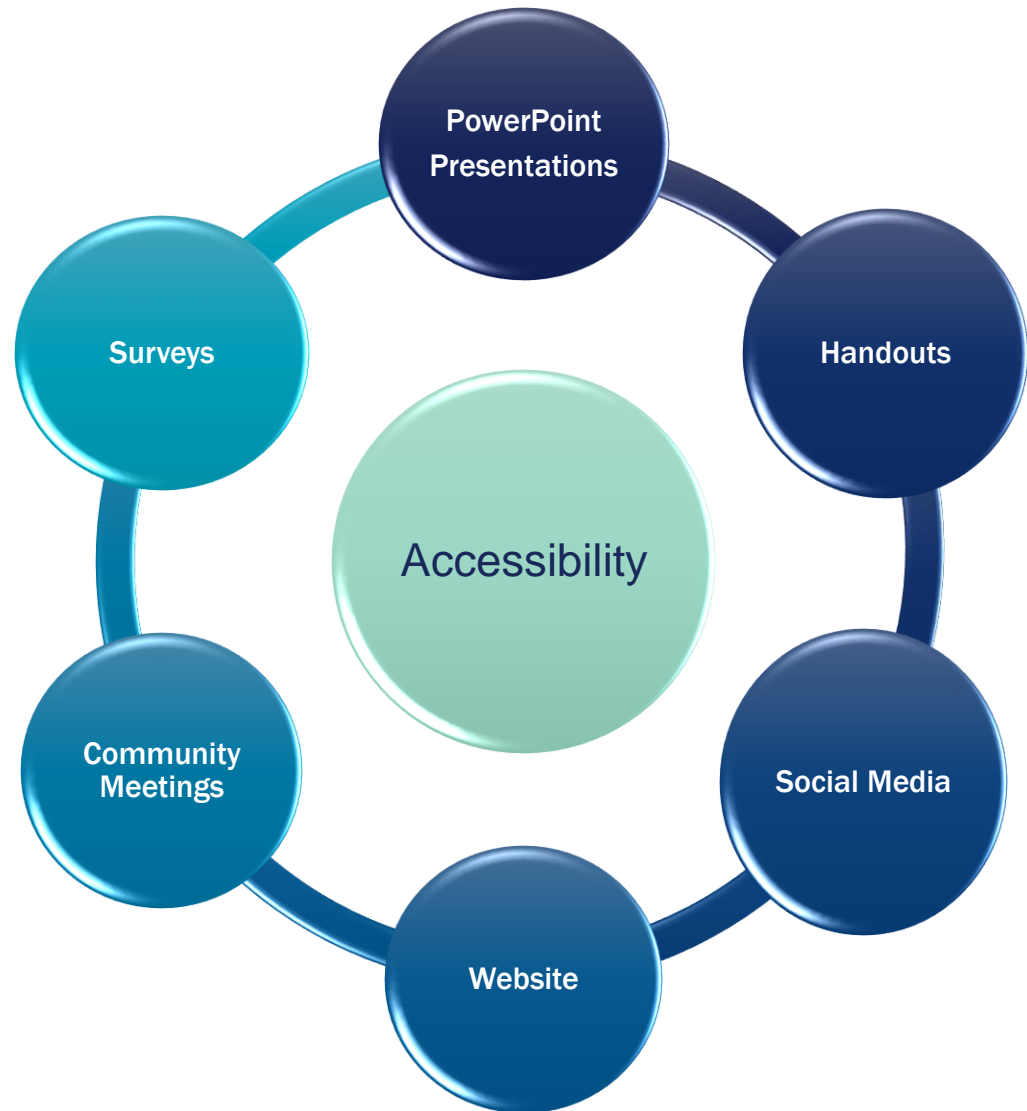 PowerPoint
Presentations
Handouts
Social Media
Website
Community
Meetings
Surveys
Accessibility